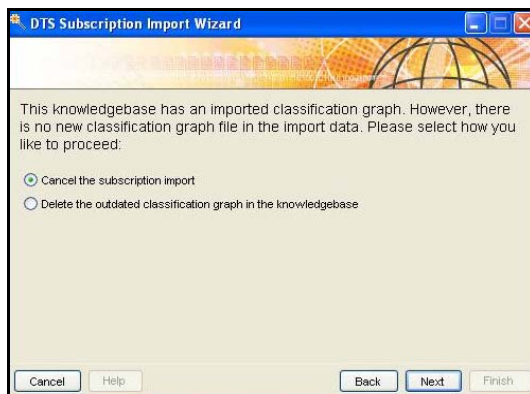 DTS Subscription Import Wizard
This knowledgebase has an imported classification graph. However, there
is no new classification graph file in the import data. Please select how you
like to proceed:
Cancel the subscription import
Delete the outdated classification graph in the knowledgebase
Cancel Help Back Next Finish